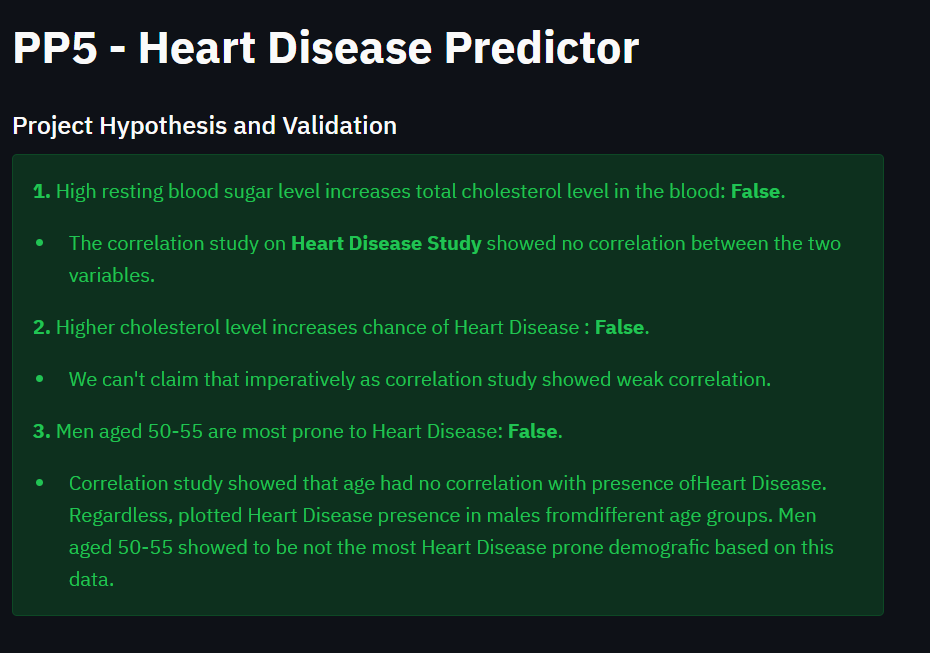 PP5 - Heart Disease Predictor
Project Hypothesis and Validation
1. High resting blood sugar level increases total cholesterol level in the blood: False.
• The correlation study on Heart Disease Study showed no correlation between the two
variables.
2. Higher cholesterol level increases chance of Heart Disease : False.
• We can't claim that imperatively as correlation study showed weak correlation.
3. Men aged 50-55 are most prone to Heart Disease: False.
• Correlation study showed that age had no correlation with presence ofHeart Disease.
Regardless, plotted Heart Disease presence in males fromdifferent age groups. Men
aged 50-55 showed to be not the most Heart Disease prone demografic based on this
data.